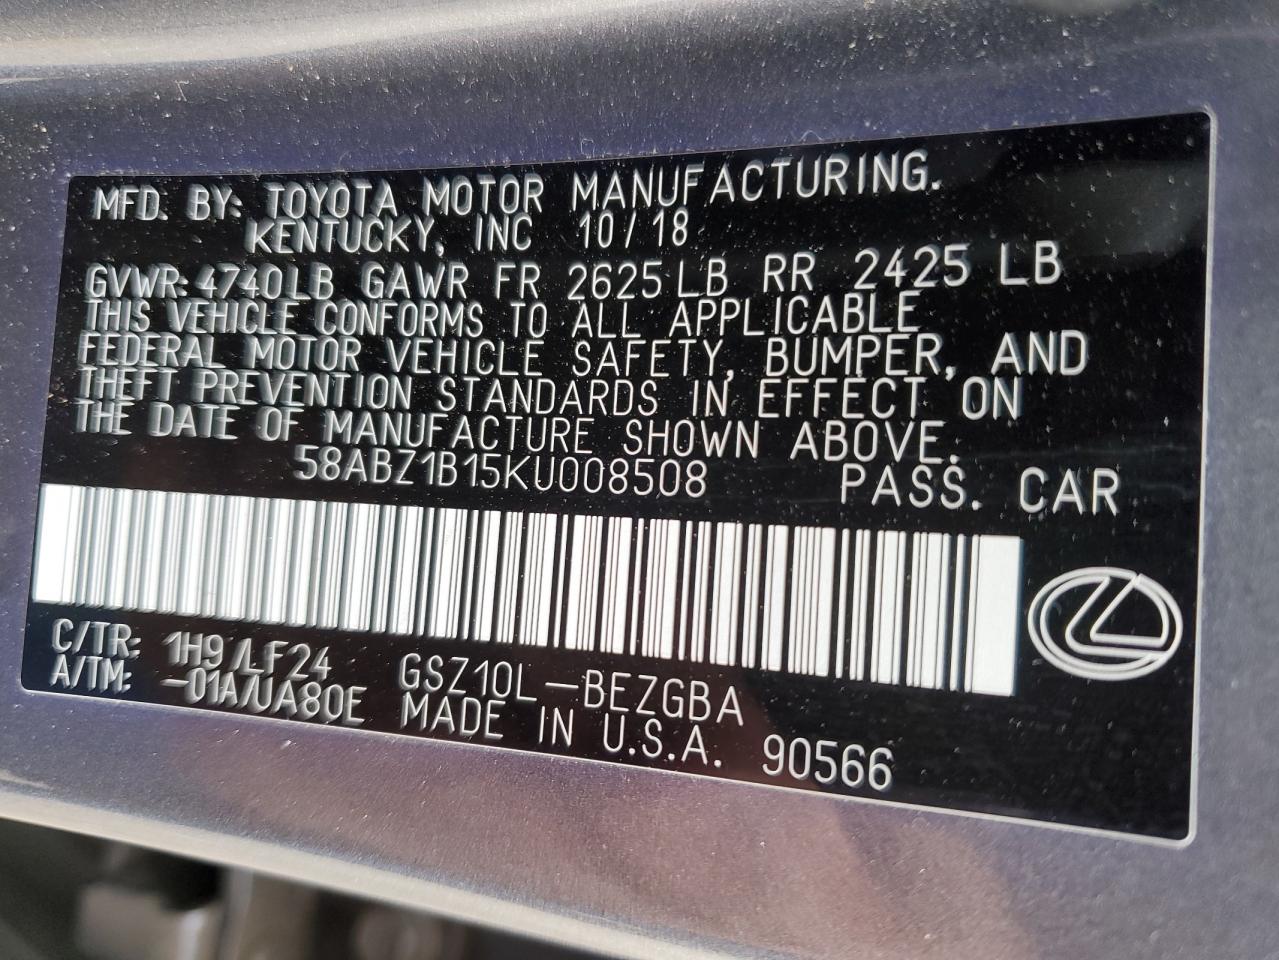 MFD. BY: TOYOTA MOTOR MANUFACTURING.
KENTUCKY, INC 10/18
GVWR:4740LB GAWR FR 2625LB RR 2425 LB
THIS VEHICLE CONFORMS TO ALL APPLICABLE
FEDERAL MOTOR VEHICLE SAFETY, BUMPER, AND
THEFT PREVENTION STANDARDS IN EFFECT ON
THE DATE OF MANUFACTURE SHOWN ABOVE.
58ABZ1B15KU008508 PASS. CAR
C/TR: 1H9/LF24 GSZ10L-BEZGBA
A/TM: -01A/UA80E MADE IN U.S.A. 90566